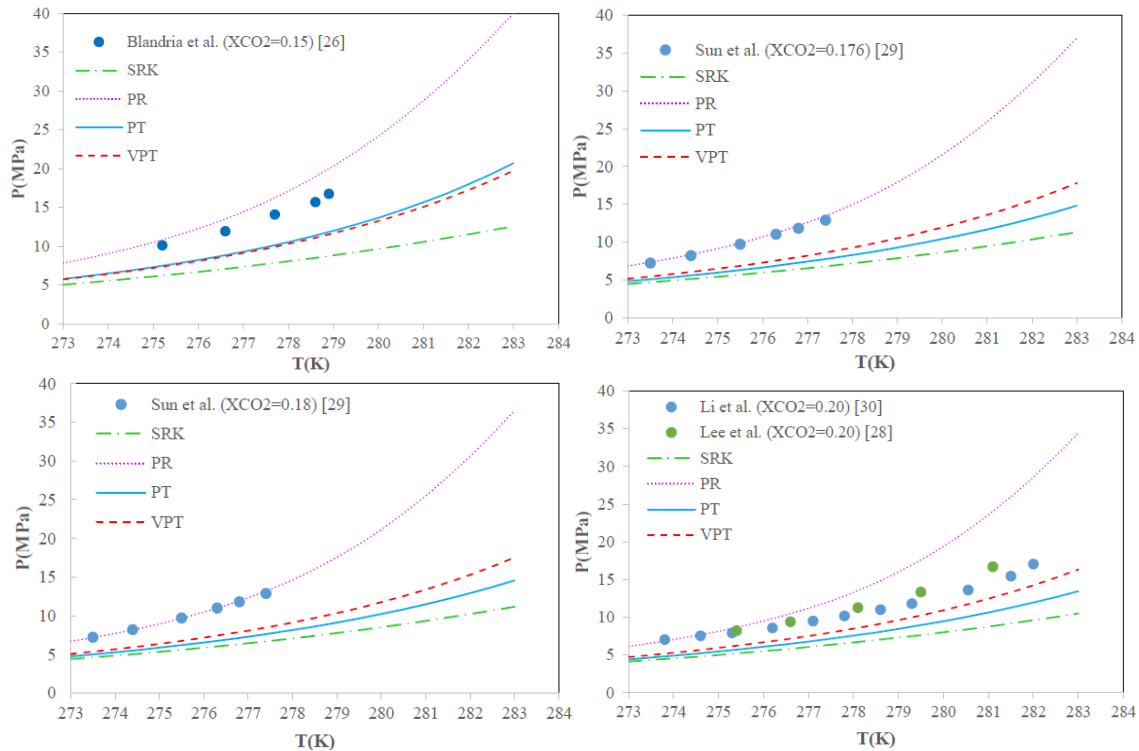 40
35
30
25
20
15
10
5
0
P(MPa)
Blandria et al. (XCO2=0.15) [26]
SRK
PR
PT
VPT
273 274 275 276 277 278 279 280 281 282 283 284
T(K)
40
35
30
25
20
15
10
5
0
P(MPa)
Sun et al. (XCO2=0.176) [29]
SRK
PR
PT
VPT
273 274 275 276 277 278 279 280 281 282 283 284
T(K)
40
35
30
25
20
15
10
5
0
P(MPa)
Sun et al. (XCO2=0.18) [29]
SRK
PR
PT
VPT
273 274 275 276 277 278 279 280 281 282 283 284
T(K)
40
35
30
25
20
15
10
5
0
P(MPa)
Li et al. (XCO2=0.20) [30]
Lee et al. (XCO2=0.20) [28]
SRK
PR
PT
VPT
273 274 275 276 277 278 279 280 281 282 283 284
T(K)